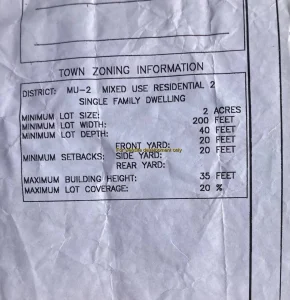 TOWN ZONING INFORMATION
DISTRICT: MU-2 MIXED USE RESIDENTIAL 2
SINGLE FAMILY DWELLING
MINIMUM LOT SIZE: 2 ACRES
MINIMUM LOT WIDTH: 200 FEET
MINIMUM LOT DEPTH: 40 FEET
FRONT YARD: 20 FEET
MINIMUM SETBACKS: SIDE YARD: 20 FEET
REAR YARD:
MAXIMUM BUILDING HEIGHT: 35 FEET
MAXIMUM LOT COVERAGE: 20 %